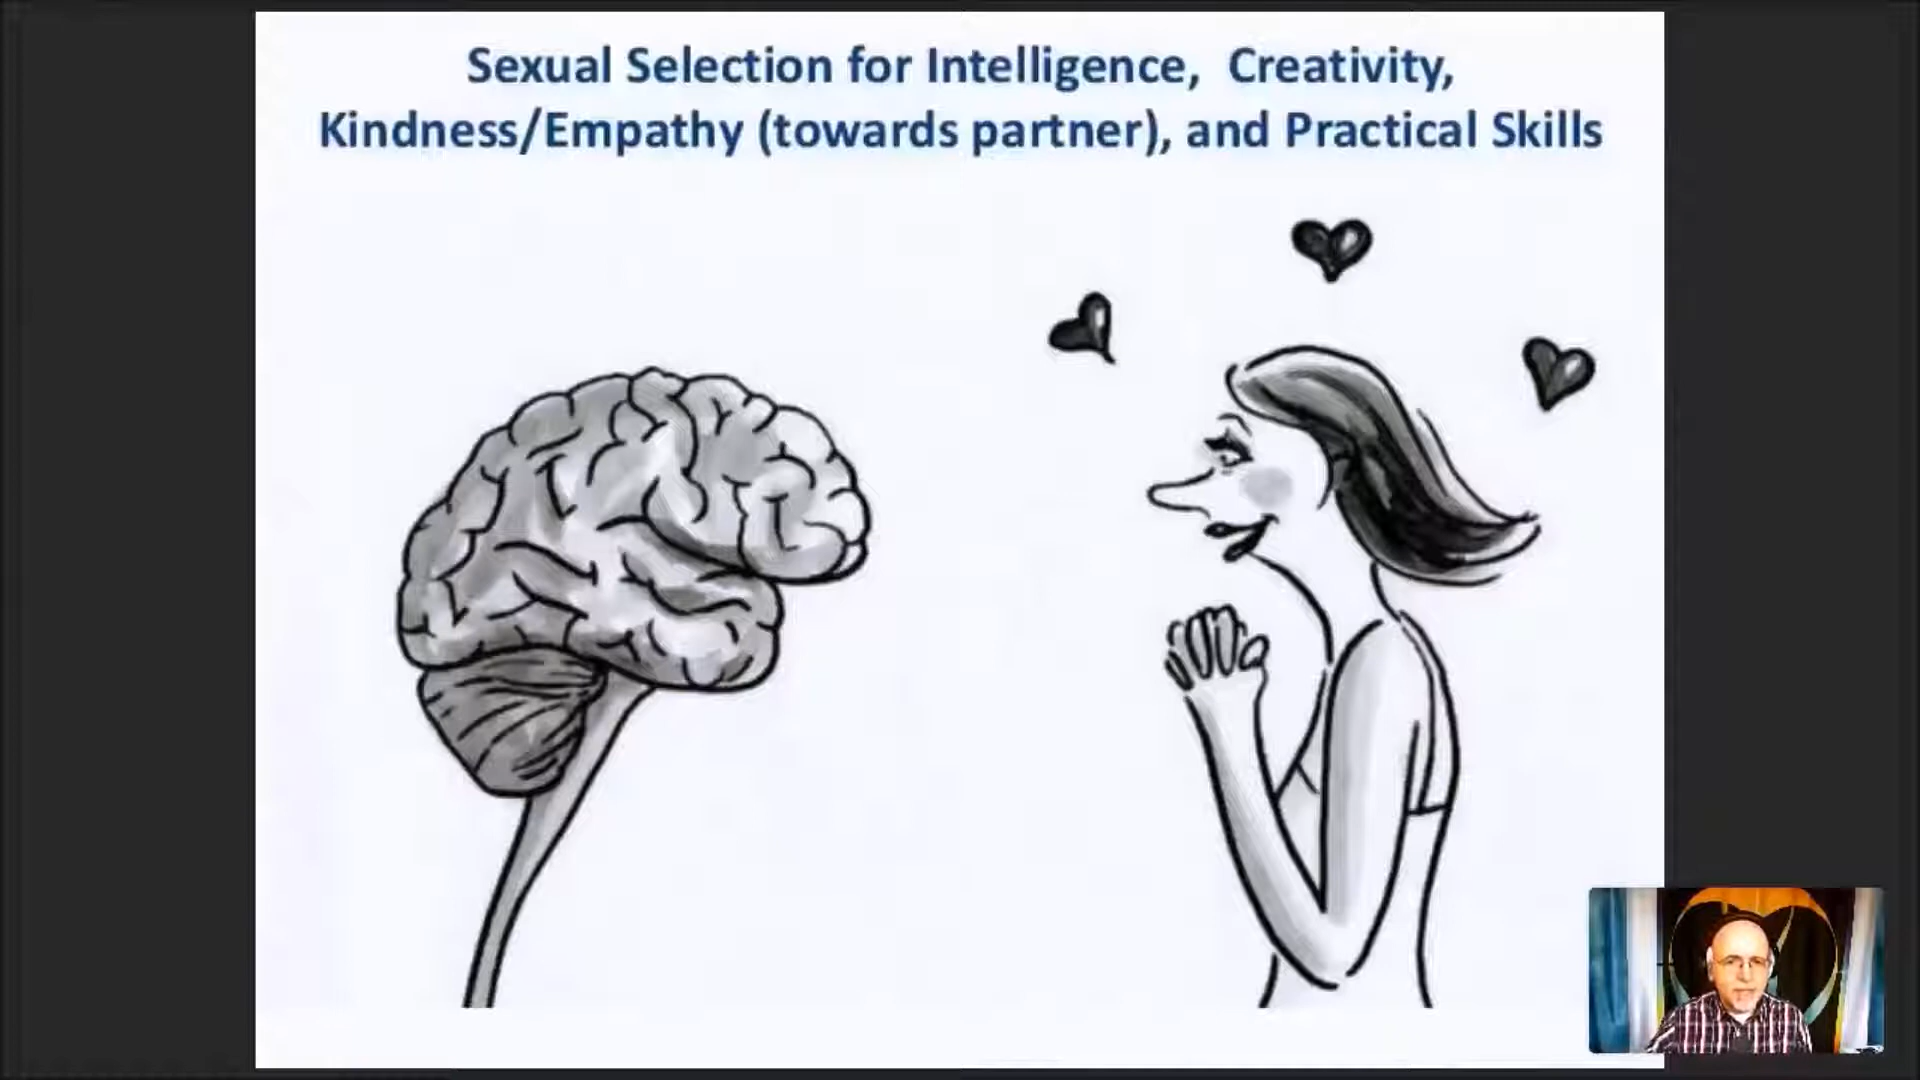 Sexual Selection for Intelligence, Creativity,
Kindness/Empathy (towards partner), and Practical Skills